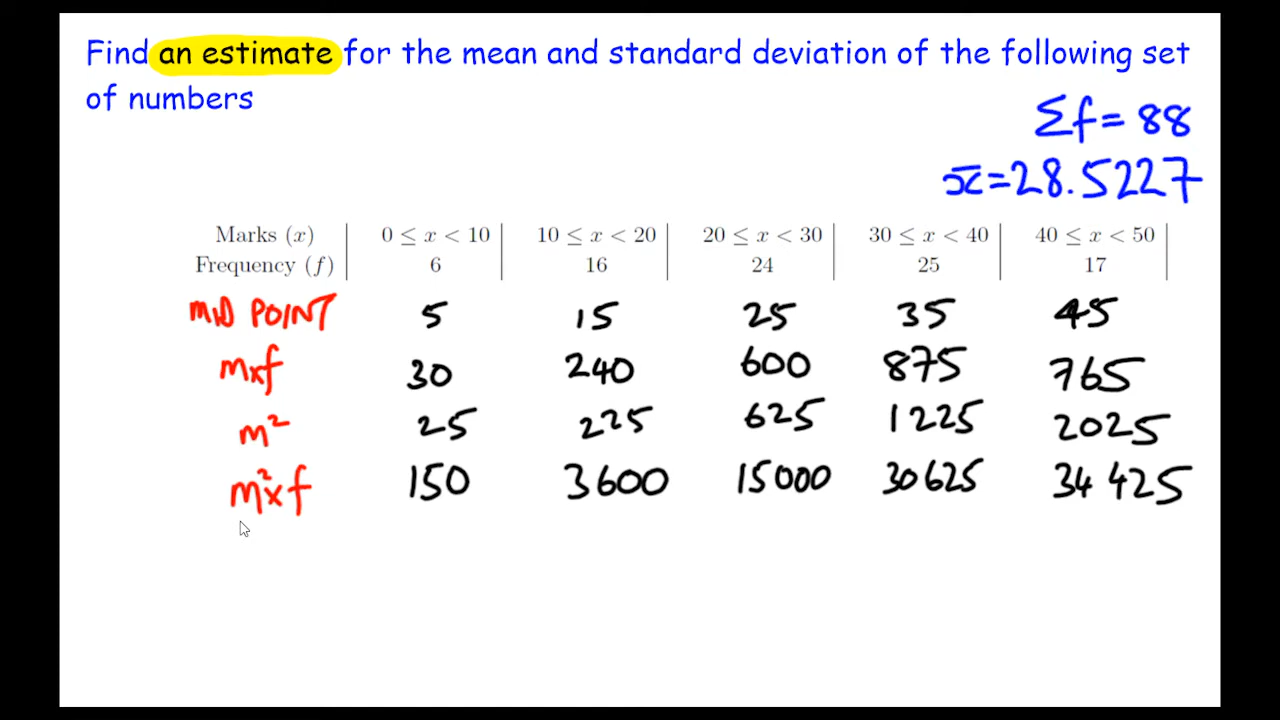 Find an estimate for the mean and standard deviation of the following set
of numbers
Σf = 88
x̄=28.5227
Marks (x) 0 ≤ x < 10 10 ≤ x < 20 20 ≤ x < 30 30 ≤ x < 40 40 ≤ x < 50
Frequency (f) 6 16 24 25 17
MID POINT 5 15 25 35 45
mxf 30 240 600 875 765
m² 25 225 625 1225 2025
m²xf 150 3600 15000 30625 34425